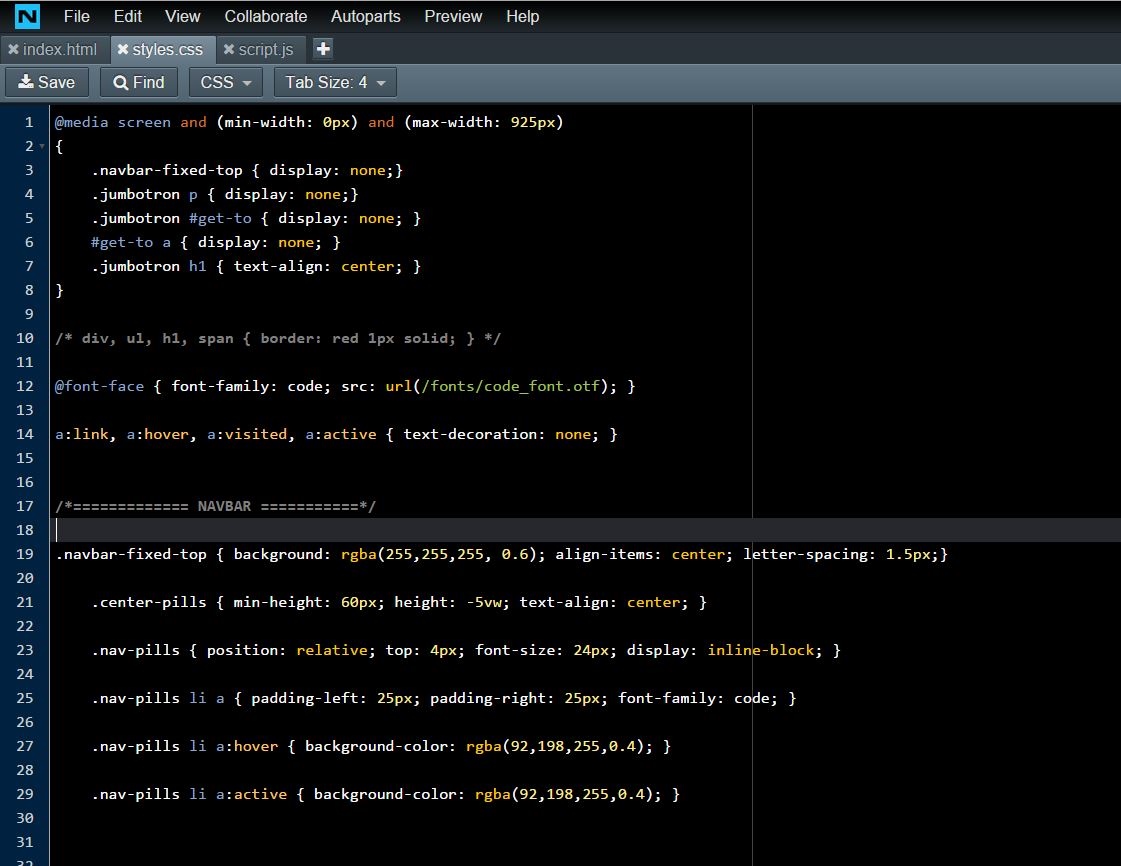 N File Edit View Collaborate Autoparts Preview Help
index.html styles.css script.js
Save Find CSS Tab Size: 4
1 @media screen and (min-width: 0px) and (max-width: 925px)
2 {
3 .navbar-fixed-top { display: none;}
4 .jumbotron p { display: none;}
5 .jumbotron #get-to { display: none; }
6 #get-to a { display: none; }
7 .jumbotron h1 { text-align: center; }
8 }
9
10 /* div, ul, h1, span { border: red 1px solid; } */
11
12 @font-face { font-family: code; src: url(/fonts/code_font.otf); }
13
14 a:link, a:hover, a:visited, a:active { text-decoration: none; }
15
16
17 /*============= NAVBAR ===========*/
18
19 .navbar-fixed-top { background: rgba(255,255,255, 0.6); align-items: center; letter-spacing: 1.5px;}
20
21 .center-pills { min-height: 60px; height: -5vw; text-align: center; }
22
23 .nav-pills { position: relative; top: 4px; font-size: 24px; display: inline-block; }
24
25 .nav-pills li a { padding-left: 25px; padding-right: 25px; font-family: code; }
26
27 .nav-pills li a:hover { background-color: rgba(92,198,255,0.4); }
28
29 .nav-pills li a:active { background-color: rgba(92,198,255,0.4); }
30
31
32